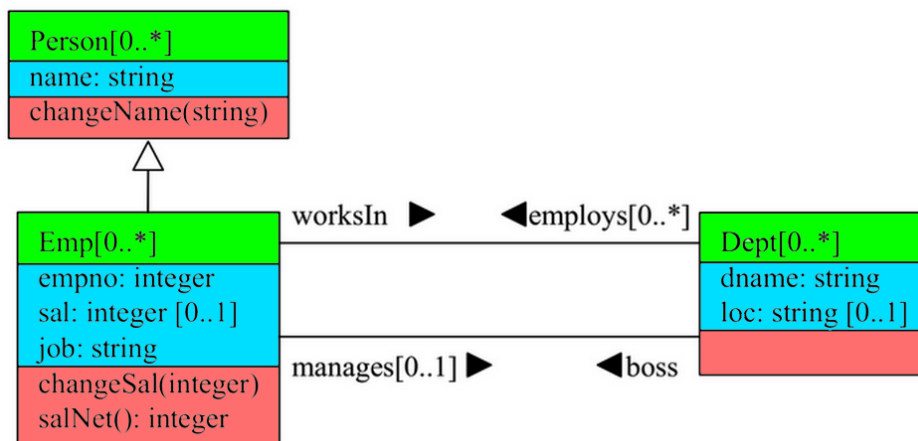 Person[0..*]
name: string
changeName(string)
worksIn
employs[0..*]
Emp[0..*]
empno: integer
sal: integer [0..1]
job: string
changeSal(integer)
salNet(): integer
Dept[0..*]
dname: string
loc: string [0..1]
manages[0..1]
boss